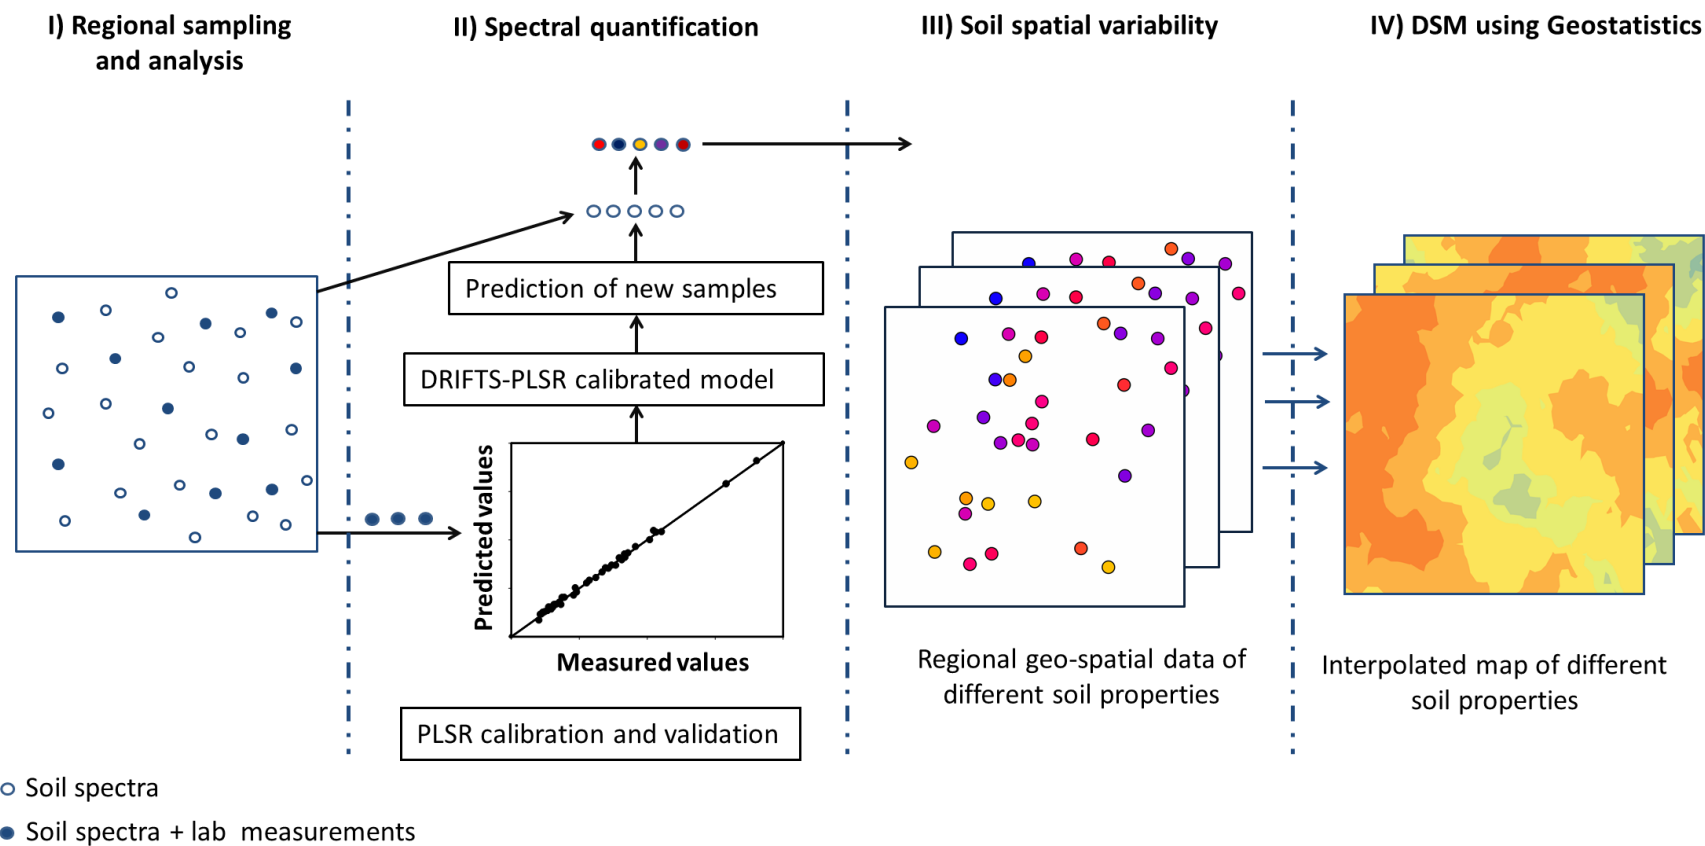 I) Regional sampling
and analysis
II) Spectral quantification
III) Soil spatial variability
IV) DSM using Geostatistics
Prediction of new samples
DRIFTS-PLSR calibrated model
Predicted values
Measured values
PLSR calibration and validation
Regional geo-spatial data of
different soil properties
Interpolated map of different
soil properties
Soil spectra
Soil spectra + lab measurements